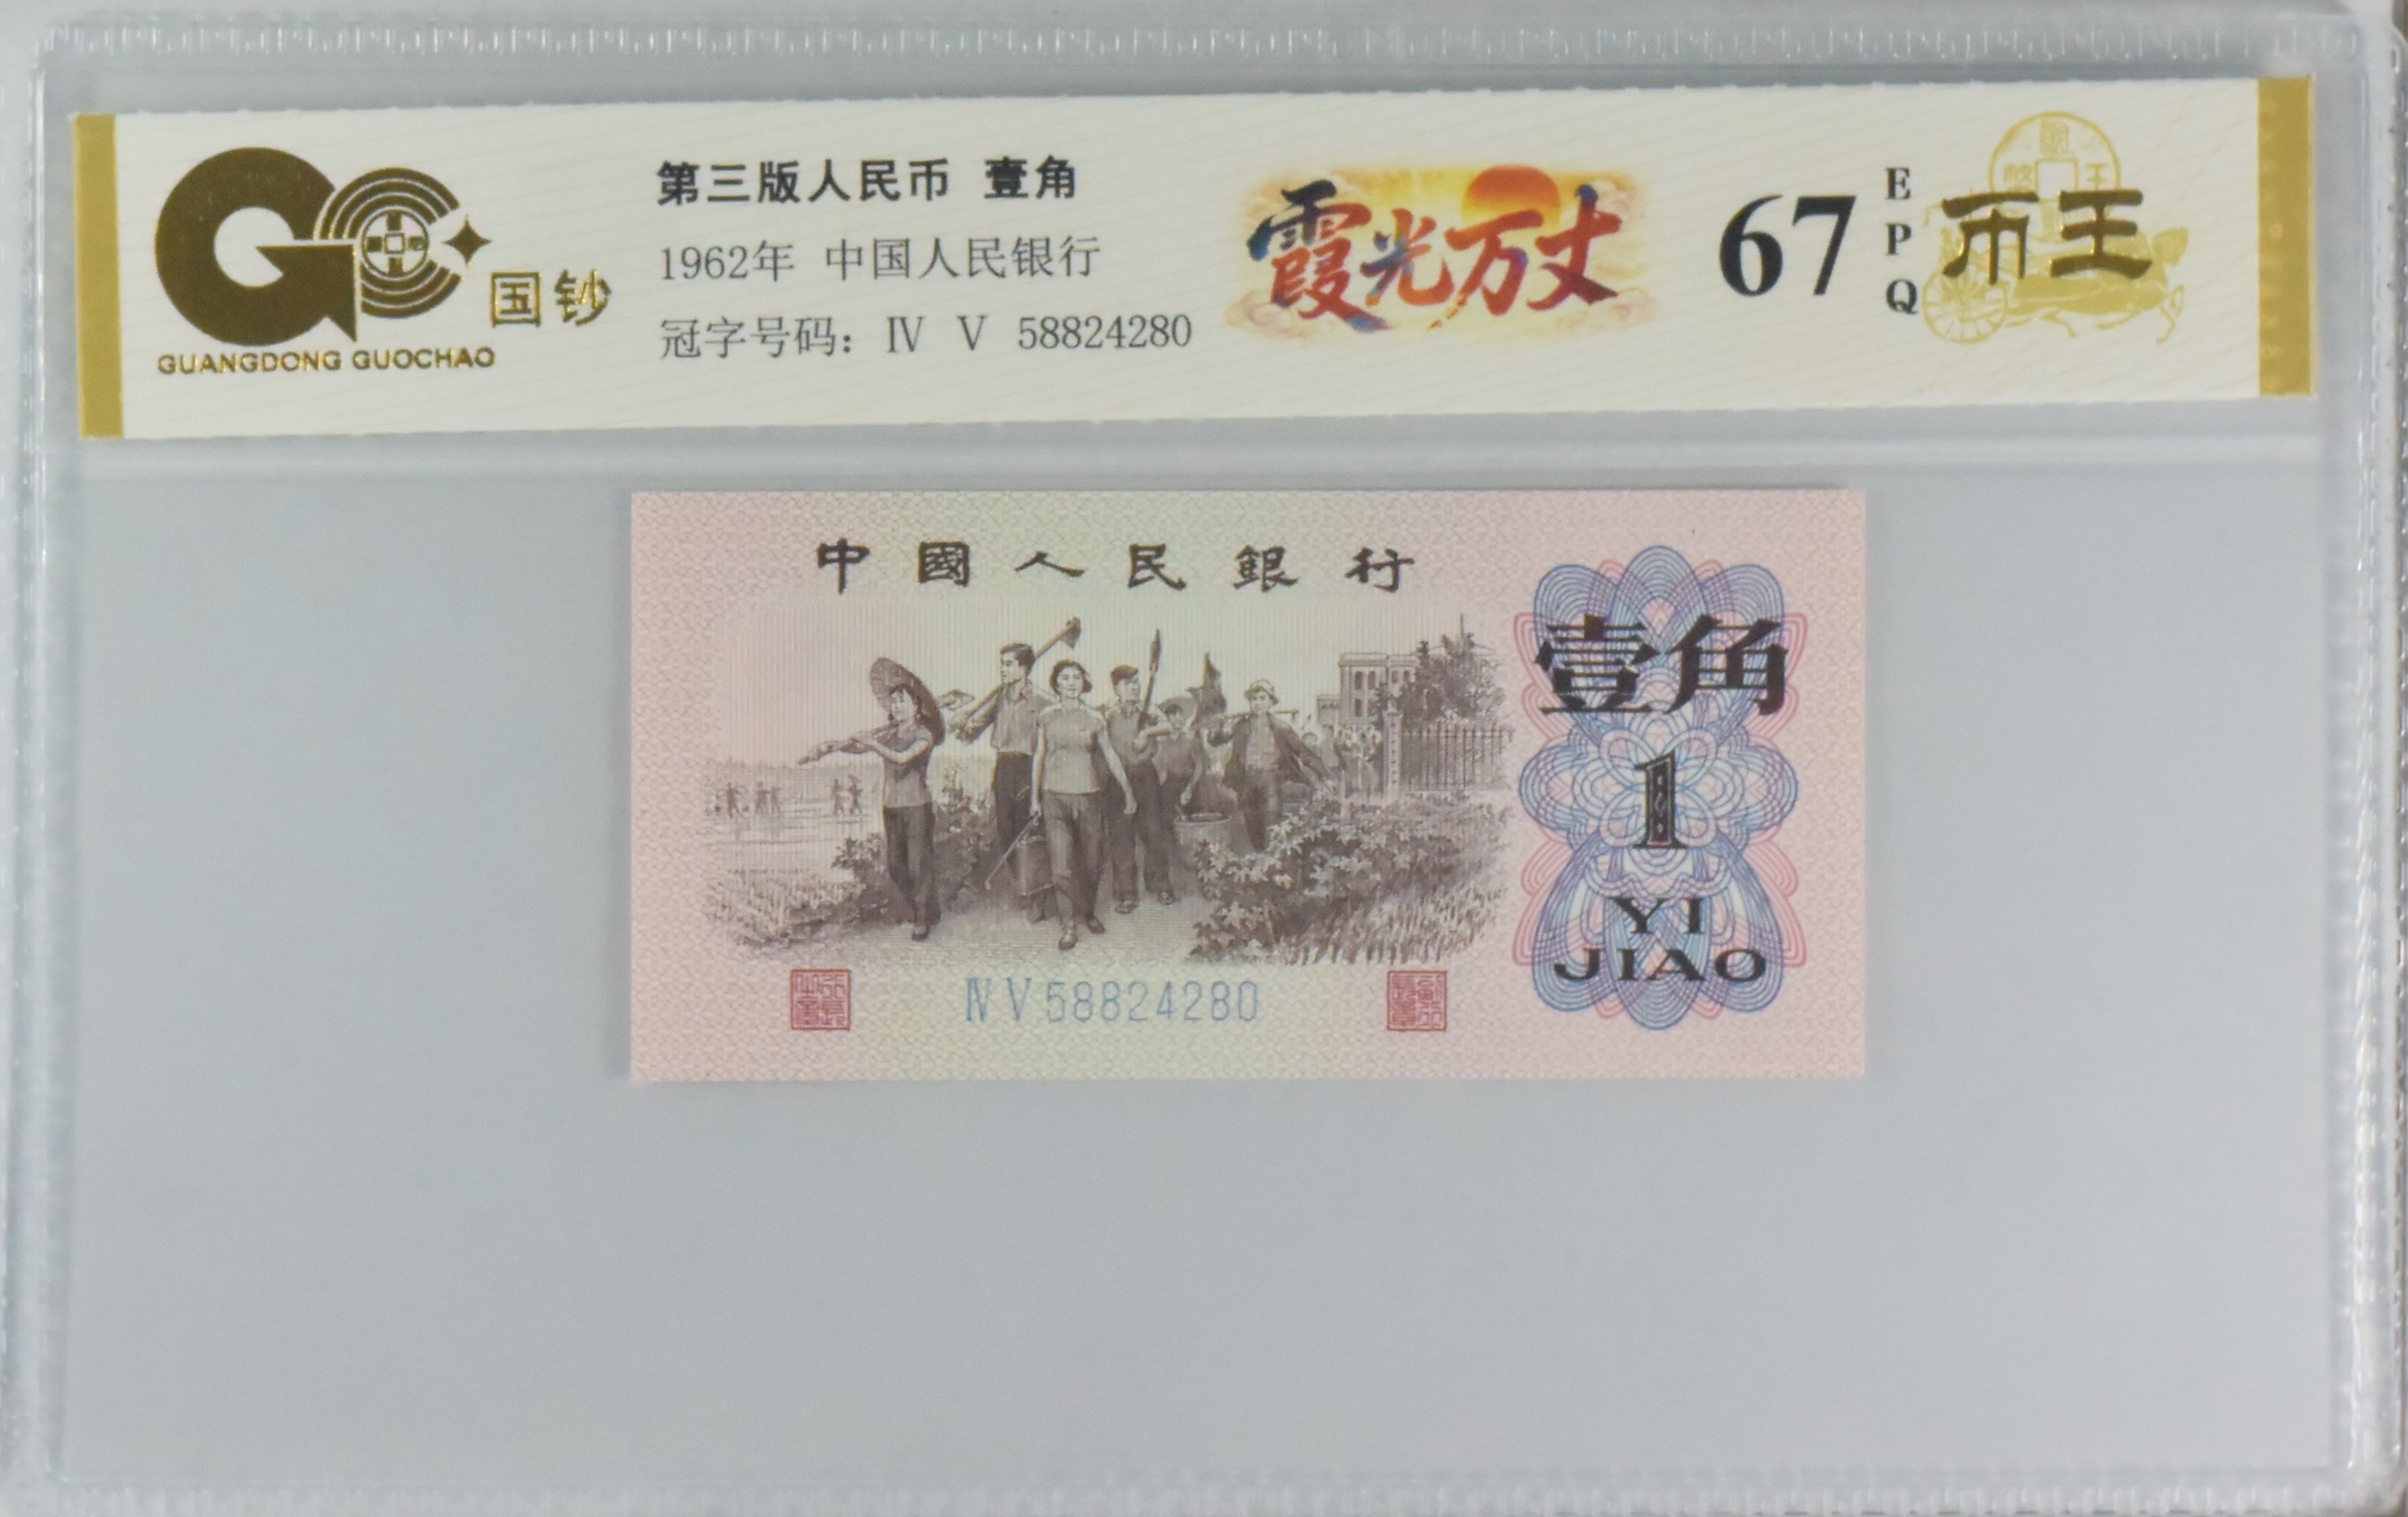 国钞
GUANGDONG GUOCHAO
第三版人民币 壹角
1962年 中国人民银行
冠字号码：Ⅳ Ⅴ 58824280
霞光万丈
67
EPQ
币王
中國人民銀行
壹角
1
YI
JIAO
ⅣⅤ58824280